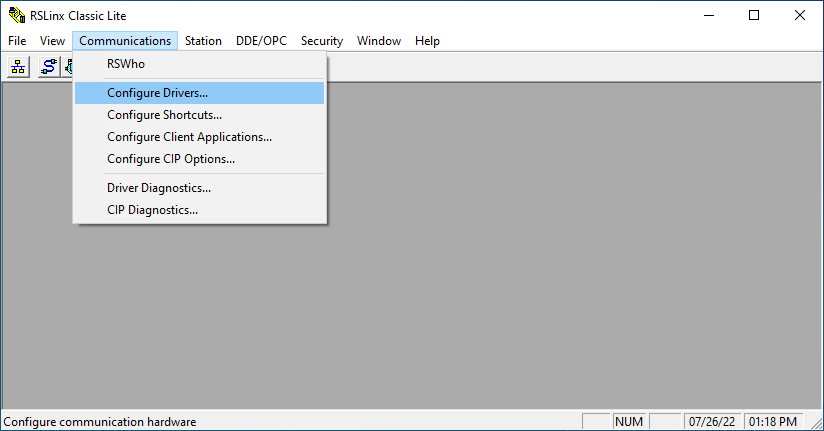 RSLinx Classic Lite
File View Communications Station DDE/OPC Security Window Help
RSWho
Configure Drivers...
Configure Shortcuts...
Configure Client Applications...
Configure CIP Options...
Driver Diagnostics...
CIP Diagnostics...
Configure communication hardware NUM 07/26/22 01:18 PM